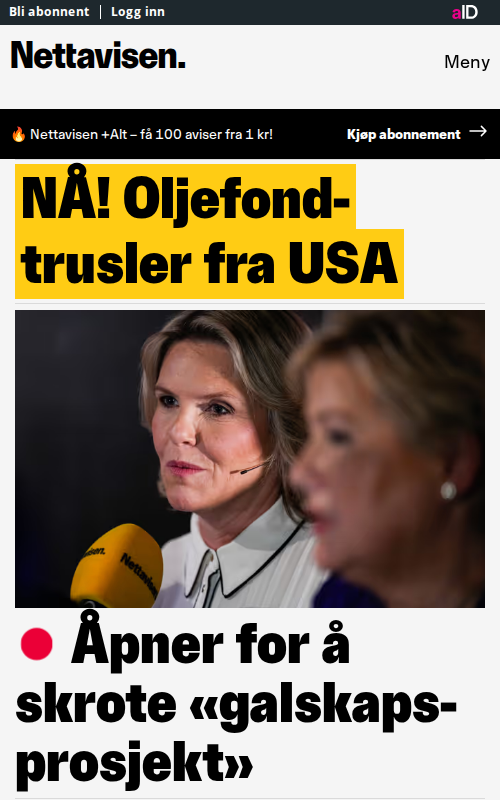 Bli abonnent | Logg inn
aID
Nettavisen.
Meny
🔥 Nettavisen +Alt – få 100 aviser fra 1 kr!
Kjøp abonnement →
NÅ! Oljefond-
trusler fra USA
Nettavisen.
Åpner for å
skrote «galskaps-
prosjekt»